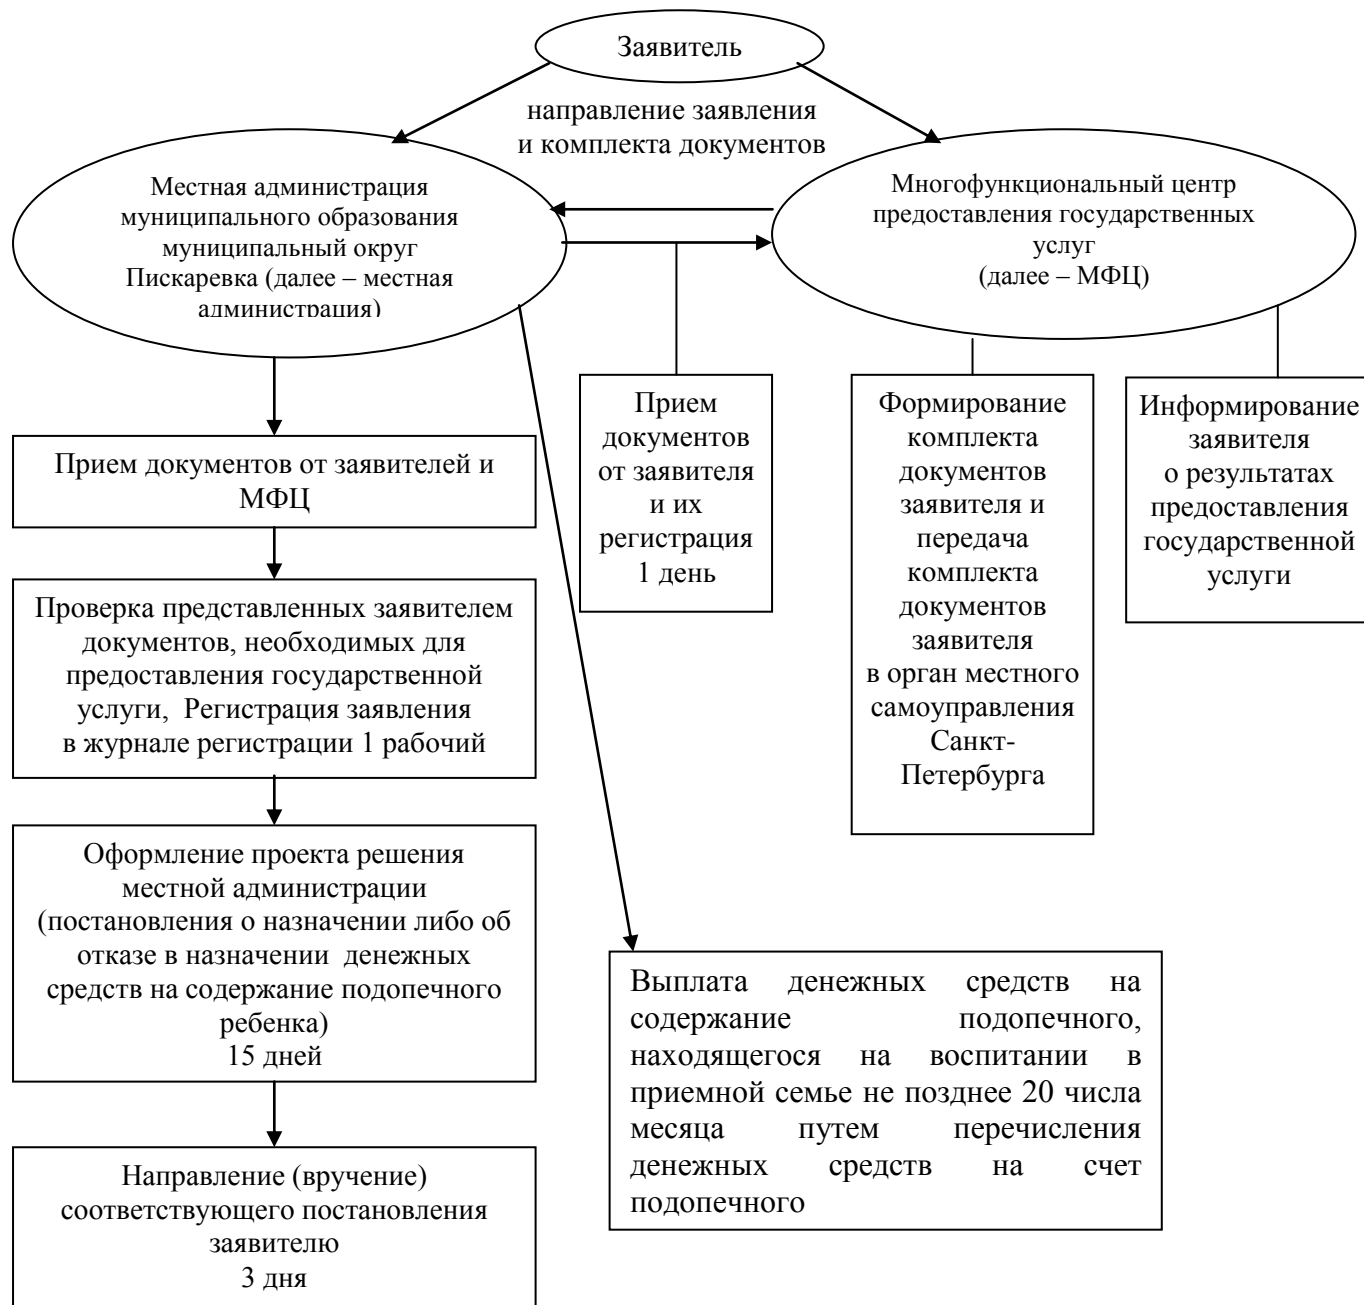 Заявитель
направление заявления
и комплекта документов
Местная администрация
муниципального образования
муниципальный округ
Пискаревка (далее – местная
администрация)
Многофункциональный центр
предоставления государственных
услуг
(далее – МФЦ)
Прием документов от заявителей и
МФЦ
Проверка представленных заявителем
документов, необходимых для
предоставления государственной
услуги,  Регистрация заявления
в журнале регистрации 1 рабочий
Оформление проекта решения
местной администрации
(постановления о назначении либо об
отказе в назначении  денежных
средств на содержание подопечного
ребенка)
15 дней
Направление (вручение)
соответствующего постановления
заявителю
3 дня
Прием
документов
от заявителя
и их
регистрация
1 день
Формирование
комплекта
документов
заявителя и
передача
комплекта
документов
заявителя
в орган местного
самоуправления
Санкт-
Петербурга
Информирование
заявителя
о результатах
предоставления
государственной
услуги
Выплата денежных средств на
содержание подопечного,
находящегося на воспитании в
приемной семье не позднее 20 числа
месяца путем перечисления
денежных средств на счет
подопечного